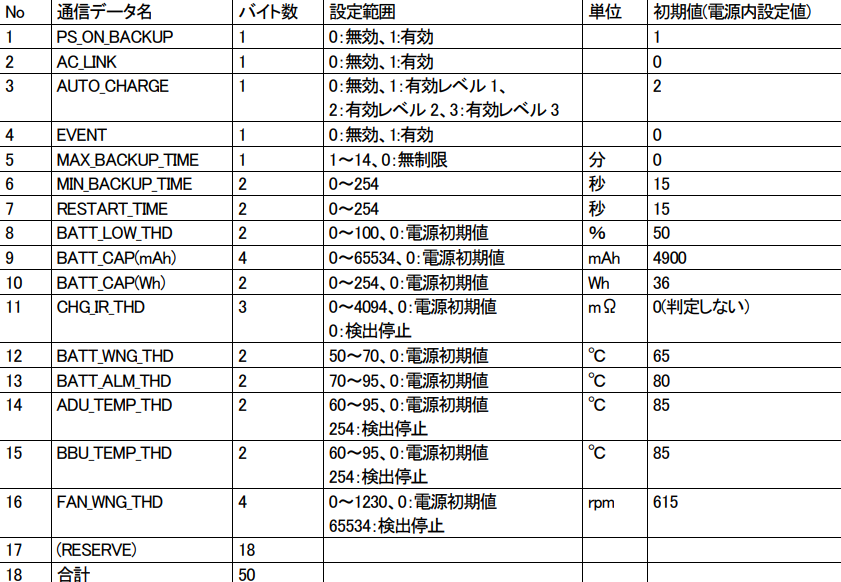 No 通信データ名 バイト数 設定範囲 単位 初期値(電源内設定値)
1 PS_ON_BACKUP 1 0:無効、1:有効 1
2 AC_LINK 1 0:無効、1:有効 0
3 AUTO_CHARGE 1 0:無効、1:有効レベル1、 2
2:有効レベル2、3:有効レベル3
4 EVENT 1 0:無効、1:有効 0
5 MAX_BACKUP_TIME 1 1～14、0:無制限 分 0
6 MIN_BACKUP_TIME 2 0～254 秒 15
7 RESTART_TIME 2 0～254 秒 15
8 BATT_LOW_THD 2 0～100、0:電源初期値 % 50
9 BATT_CAP(mAh) 4 0～65534、0:電源初期値 mAh 4900
10 BATT_CAP(Wh) 2 0～254、0:電源初期値 Wh 36
11 CHG_IR_THD 3 0～4094、0:電源初期値 mΩ 0(判定しない)
0:検出停止
12 BATT_WNG_THD 2 50～70、0:電源初期値 ℃ 65
13 BATT_ALM_THD 2 70～95、0:電源初期値 ℃ 80
14 ADU_TEMP_THD 2 60～95、0:電源初期値 ℃ 85
254:検出停止
15 BBU_TEMP_THD 2 60～95、0:電源初期値 ℃ 85
254:検出停止
16 FAN_WNG_THD 4 0～1230、0:電源初期値 rpm 615
65534:検出停止
17 (RESERVE) 18
18 合計 50